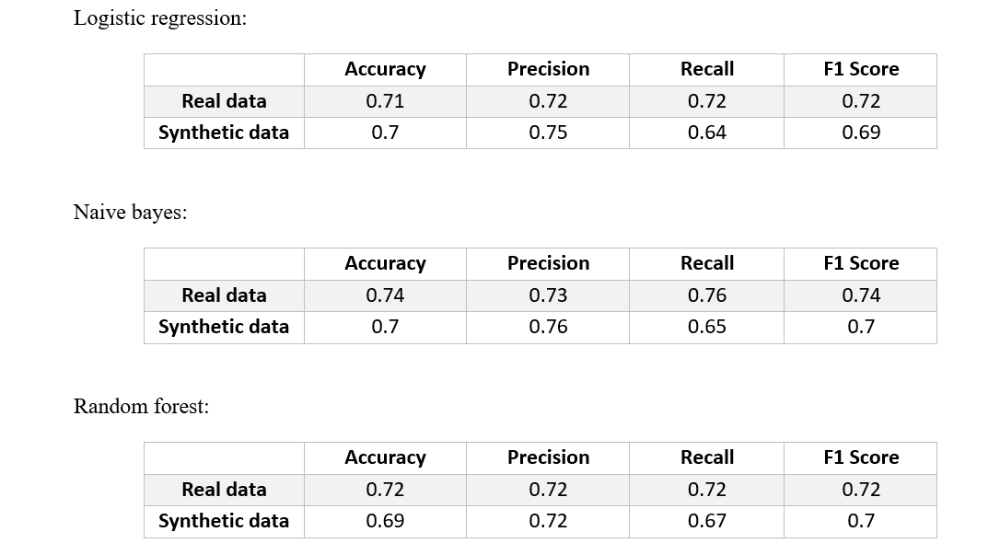 Logistic regression:
Accuracy Precision Recall F1 Score
Real data 0.71 0.72 0.72 0.72
Synthetic data 0.7 0.75 0.64 0.69
Naive bayes:
Accuracy Precision Recall F1 Score
Real data 0.74 0.73 0.76 0.74
Synthetic data 0.7 0.76 0.65 0.7
Random forest:
Accuracy Precision Recall F1 Score
Real data 0.72 0.72 0.72 0.72
Synthetic data 0.69 0.72 0.67 0.7